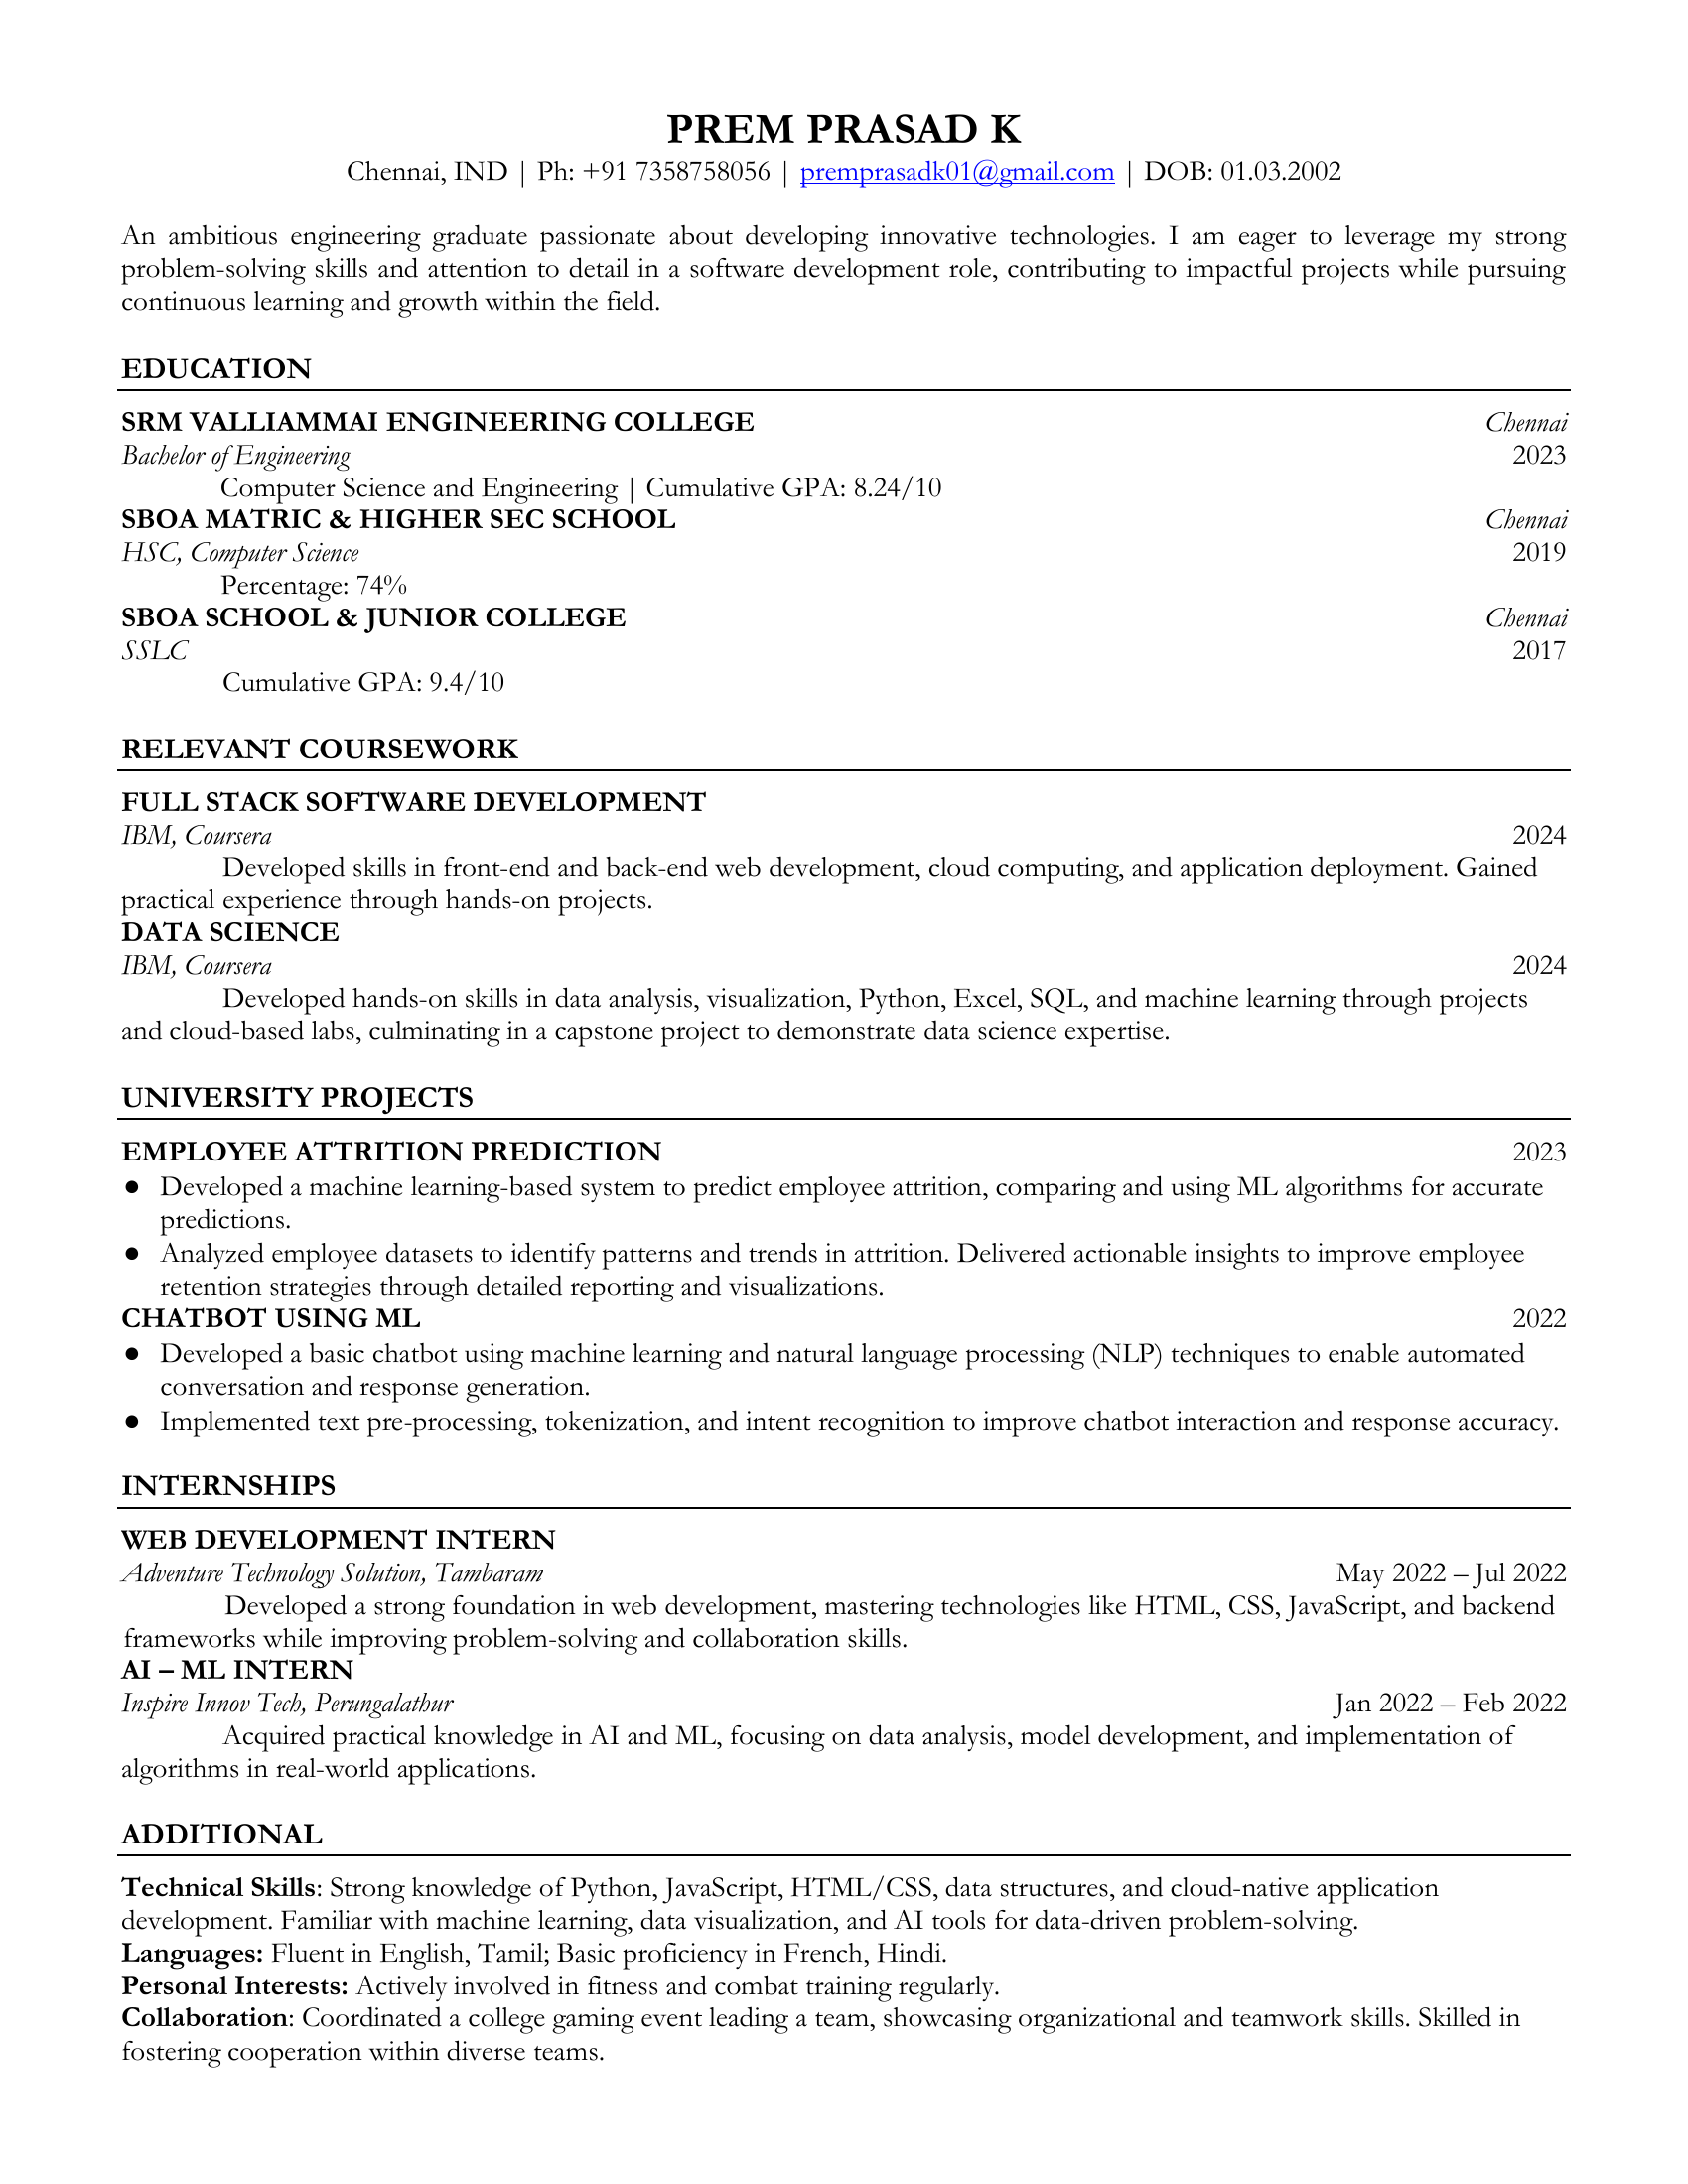 PREM PRASAD K
Chennai, IND | Ph: +91 7358758056 | premprasadk01@gmail.com | DOB: 01.03.2002
An ambitious engineering graduate passionate about developing innovative technologies. I am eager to leverage my strong
problem-solving skills and attention to detail in a software development role, contributing to impactful projects while pursuing
continuous learning and growth within the field.
EDUCATION
SRM VALLIAMMAI ENGINEERING COLLEGE Chennai
Bachelor of Engineering 2023
Computer Science and Engineering | Cumulative GPA: 8.24/10
SBOA MATRIC & HIGHER SEC SCHOOL Chennai
HSC, Computer Science 2019
Percentage: 74%
SBOA SCHOOL & JUNIOR COLLEGE Chennai
SSLC 2017
Cumulative GPA: 9.4/10
RELEVANT COURSEWORK
FULL STACK SOFTWARE DEVELOPMENT
IBM, Coursera 2024
Developed skills in front-end and back-end web development, cloud computing, and application deployment. Gained
practical experience through hands-on projects.
DATA SCIENCE
IBM, Coursera 2024
Developed hands-on skills in data analysis, visualization, Python, Excel, SQL, and machine learning through projects
and cloud-based labs, culminating in a capstone project to demonstrate data science expertise.
UNIVERSITY PROJECTS
EMPLOYEE ATTRITION PREDICTION 2023
● Developed a machine learning-based system to predict employee attrition, comparing and using ML algorithms for accurate
predictions.
● Analyzed employee datasets to identify patterns and trends in attrition. Delivered actionable insights to improve employee
retention strategies through detailed reporting and visualizations.
CHATBOT USING ML 2022
● Developed a basic chatbot using machine learning and natural language processing (NLP) techniques to enable automated
conversation and response generation.
● Implemented text pre-processing, tokenization, and intent recognition to improve chatbot interaction and response accuracy.
INTERNSHIPS
WEB DEVELOPMENT INTERN
Adventure Technology Solution, Tambaram May 2022 – Jul 2022
Developed a strong foundation in web development, mastering technologies like HTML, CSS, JavaScript, and backend
frameworks while improving problem-solving and collaboration skills.
AI – ML INTERN
Inspire Innov Tech, Perungalathur Jan 2022 – Feb 2022
Acquired practical knowledge in AI and ML, focusing on data analysis, model development, and implementation of
algorithms in real-world applications.
ADDITIONAL
Technical Skills: Strong knowledge of Python, JavaScript, HTML/CSS, data structures, and cloud-native application
development. Familiar with machine learning, data visualization, and AI tools for data-driven problem-solving.
Languages: Fluent in English, Tamil; Basic proficiency in French, Hindi.
Personal Interests: Actively involved in fitness and combat training regularly.
Collaboration: Coordinated a college gaming event leading a team, showcasing organizational and teamwork skills. Skilled in
fostering cooperation within diverse teams.